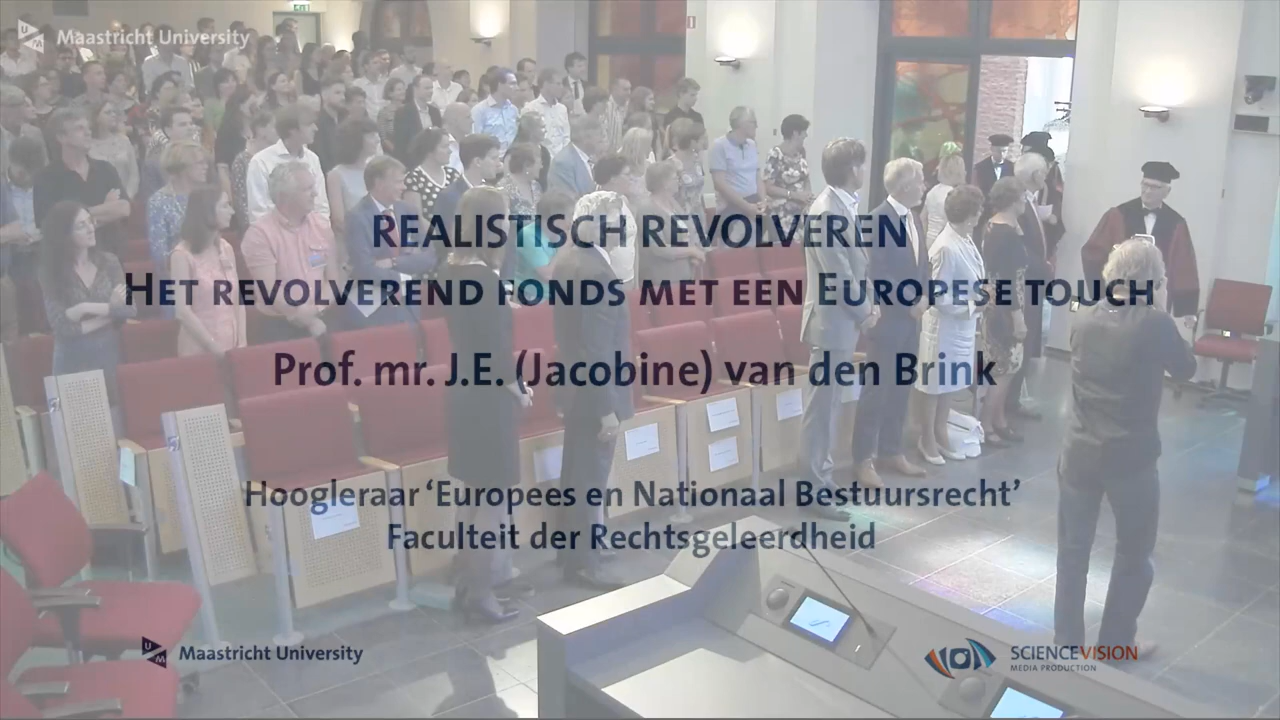 Maastricht University
REALISTISCH REVOLVEREN
HET REVOLVEREND FONDS MET EEN EUROPESE TOUCH
Prof. mr. J.E. (Jacobine) van den Brink
Hoogleraar ‘Europees en Nationaal Bestuursrecht’
Faculteit der Rechtsgeleerdheid
Maastricht University
SCIENCEVISION
MEDIA PRODUCTION